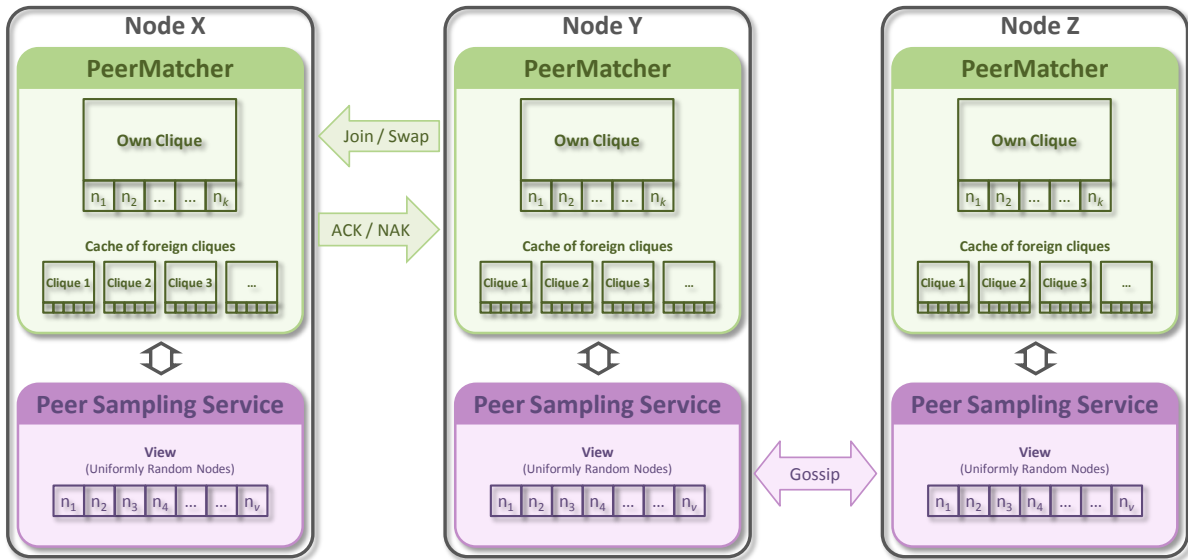 Node X
PeerMatcher
Own Clique
n1 n2 ... ... nk
Cache of foreign cliques
Clique 1 Clique 2 Clique 3 ...
Peer Sampling Service
View
(Uniformly Random Nodes)
n1 n2 n3 n4 ... ... nv
Join / Swap
ACK / NAK
Node Y
PeerMatcher
Own Clique
n1 n2 ... ... nk
Cache of foreign cliques
Clique 1 Clique 2 Clique 3 ...
Peer Sampling Service
View
(Uniformly Random Nodes)
n1 n2 n3 n4 ... ... nv
Gossip
Node Z
PeerMatcher
Own Clique
n1 n2 ... ... nk
Cache of foreign cliques
Clique 1 Clique 2 Clique 3 ...
Peer Sampling Service
View
(Uniformly Random Nodes)
n1 n2 n3 n4 ... ... nv